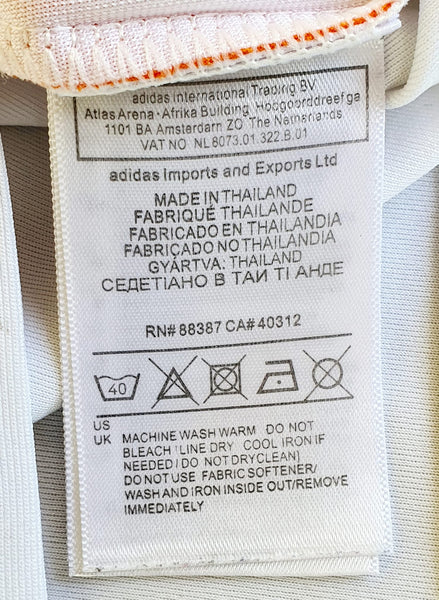 adidas International Trading BV
Atlas Arena - Afrika Building, Hoogoorddreef 9a
1101 BA Amsterdam ZO The Netherlands
VAT NO NL8073.01.322.B.01
adidas Imports and Exports Ltd
MADE IN THAILAND
FABRIQUÉ THAILANDE
FABRICADO EN THAILANDIA
FABRICADO NO THAILÂNDIA
GYÁRTVA: THAILAND
СЕДЕТІАНО В ТАИ ТІ АНДЕ
RN# 88387 CA# 40312
40
US
UK MACHINE WASH WARM DO NOT
BLEACH \ LINE DRY COOL IRON IF
NEEDED \ DO NOT DRYCLEAN \
DO NOT USE FABRIC SOFTENER/
WASH AND IRON INSIDE OUT/REMOVE
IMMEDIATELY